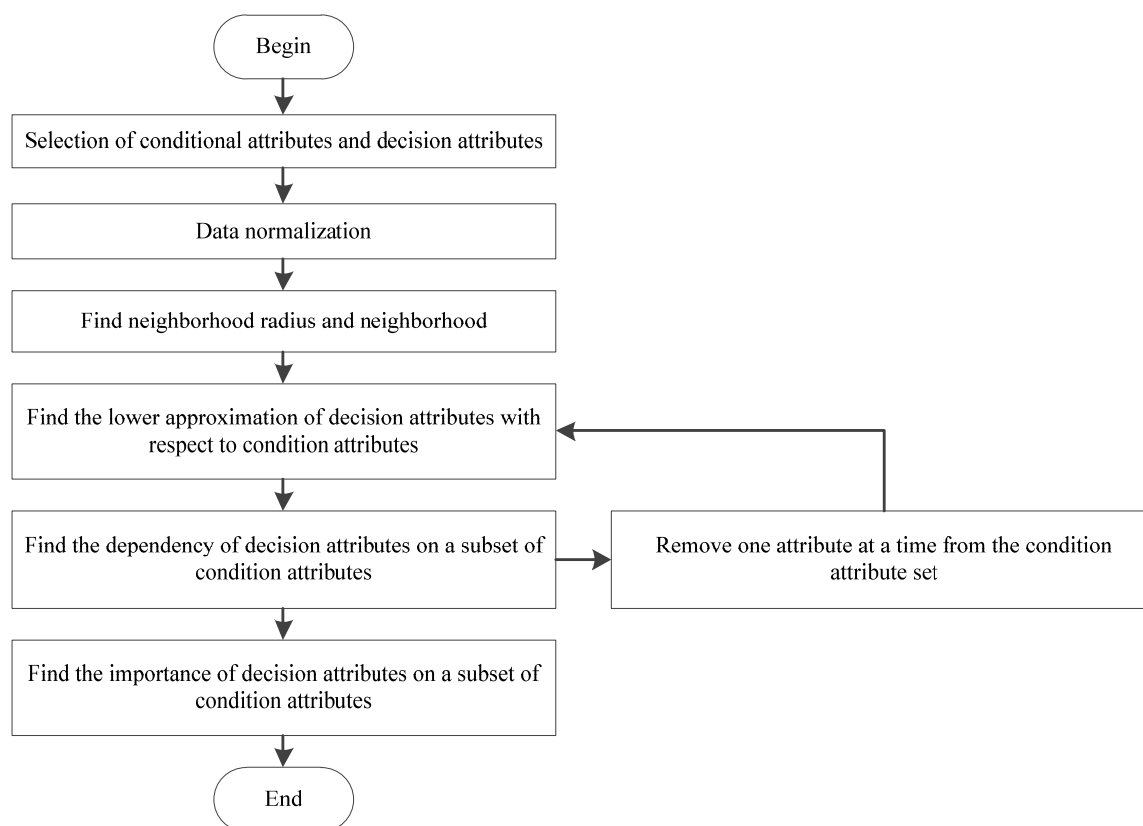 Begin
Selection of conditional attributes and decision attributes
Data normalization
Find neighborhood radius and neighborhood
Find the lower approximation of decision attributes with
respect to condition attributes
Find the dependency of decision attributes on a subset of
condition attributes
Remove one attribute at a time from the condition
attribute set
Find the importance of decision attributes on a subset of
condition attributes
End